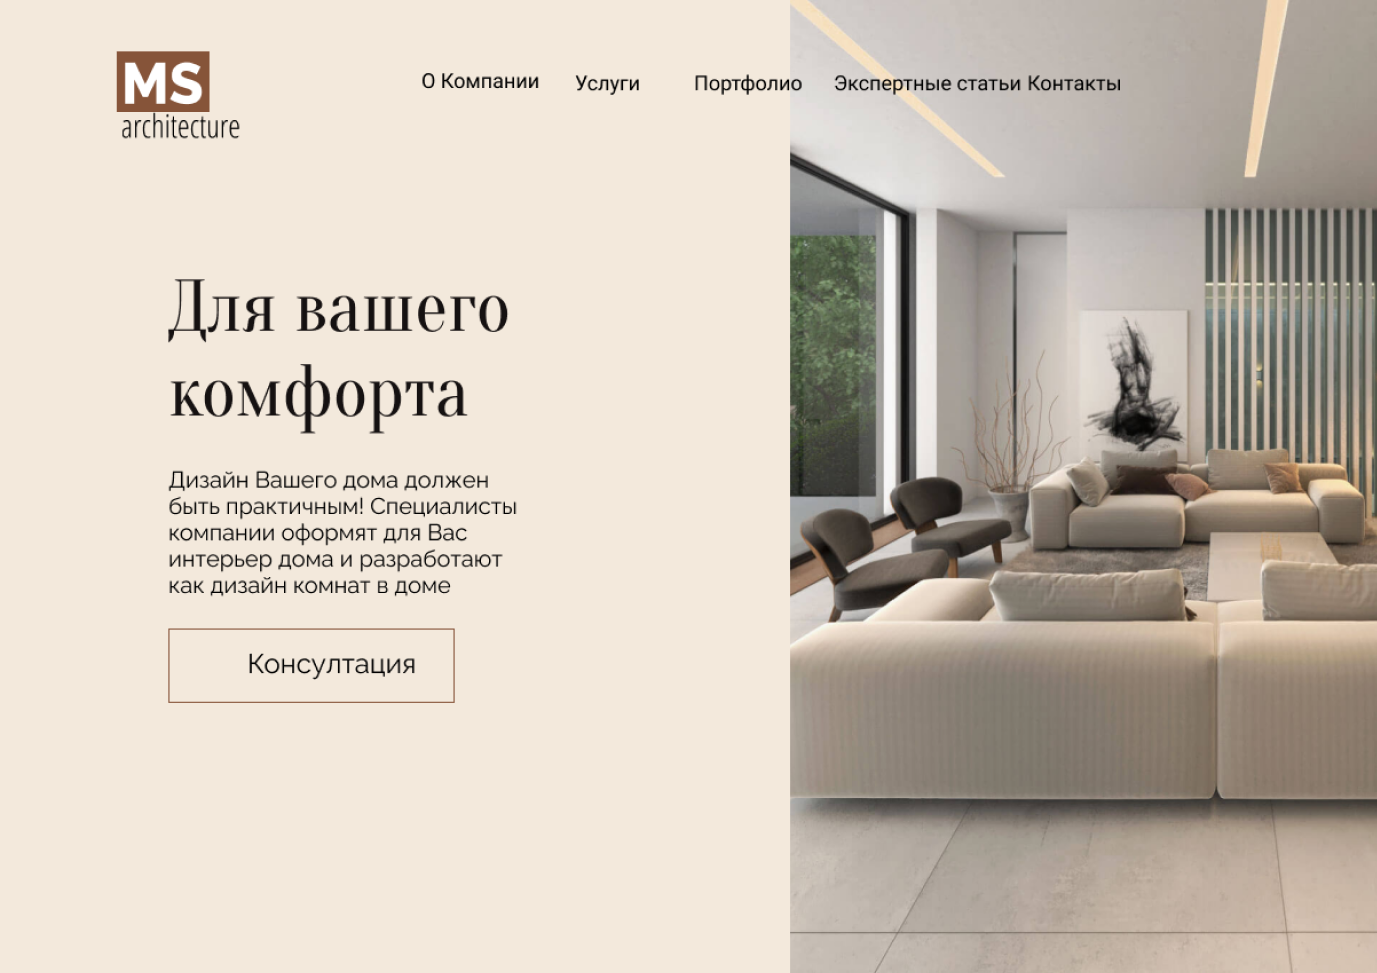 MS
architecture
О Компании Услуги Портфолио Экспертные статьи Контакты
Для вашего
комфорта
Дизайн Вашего дома должен
быть практичным! Специалисты
компании оформят для Вас
интерьер дома и разработают
как дизайн комнат в доме
Консултация